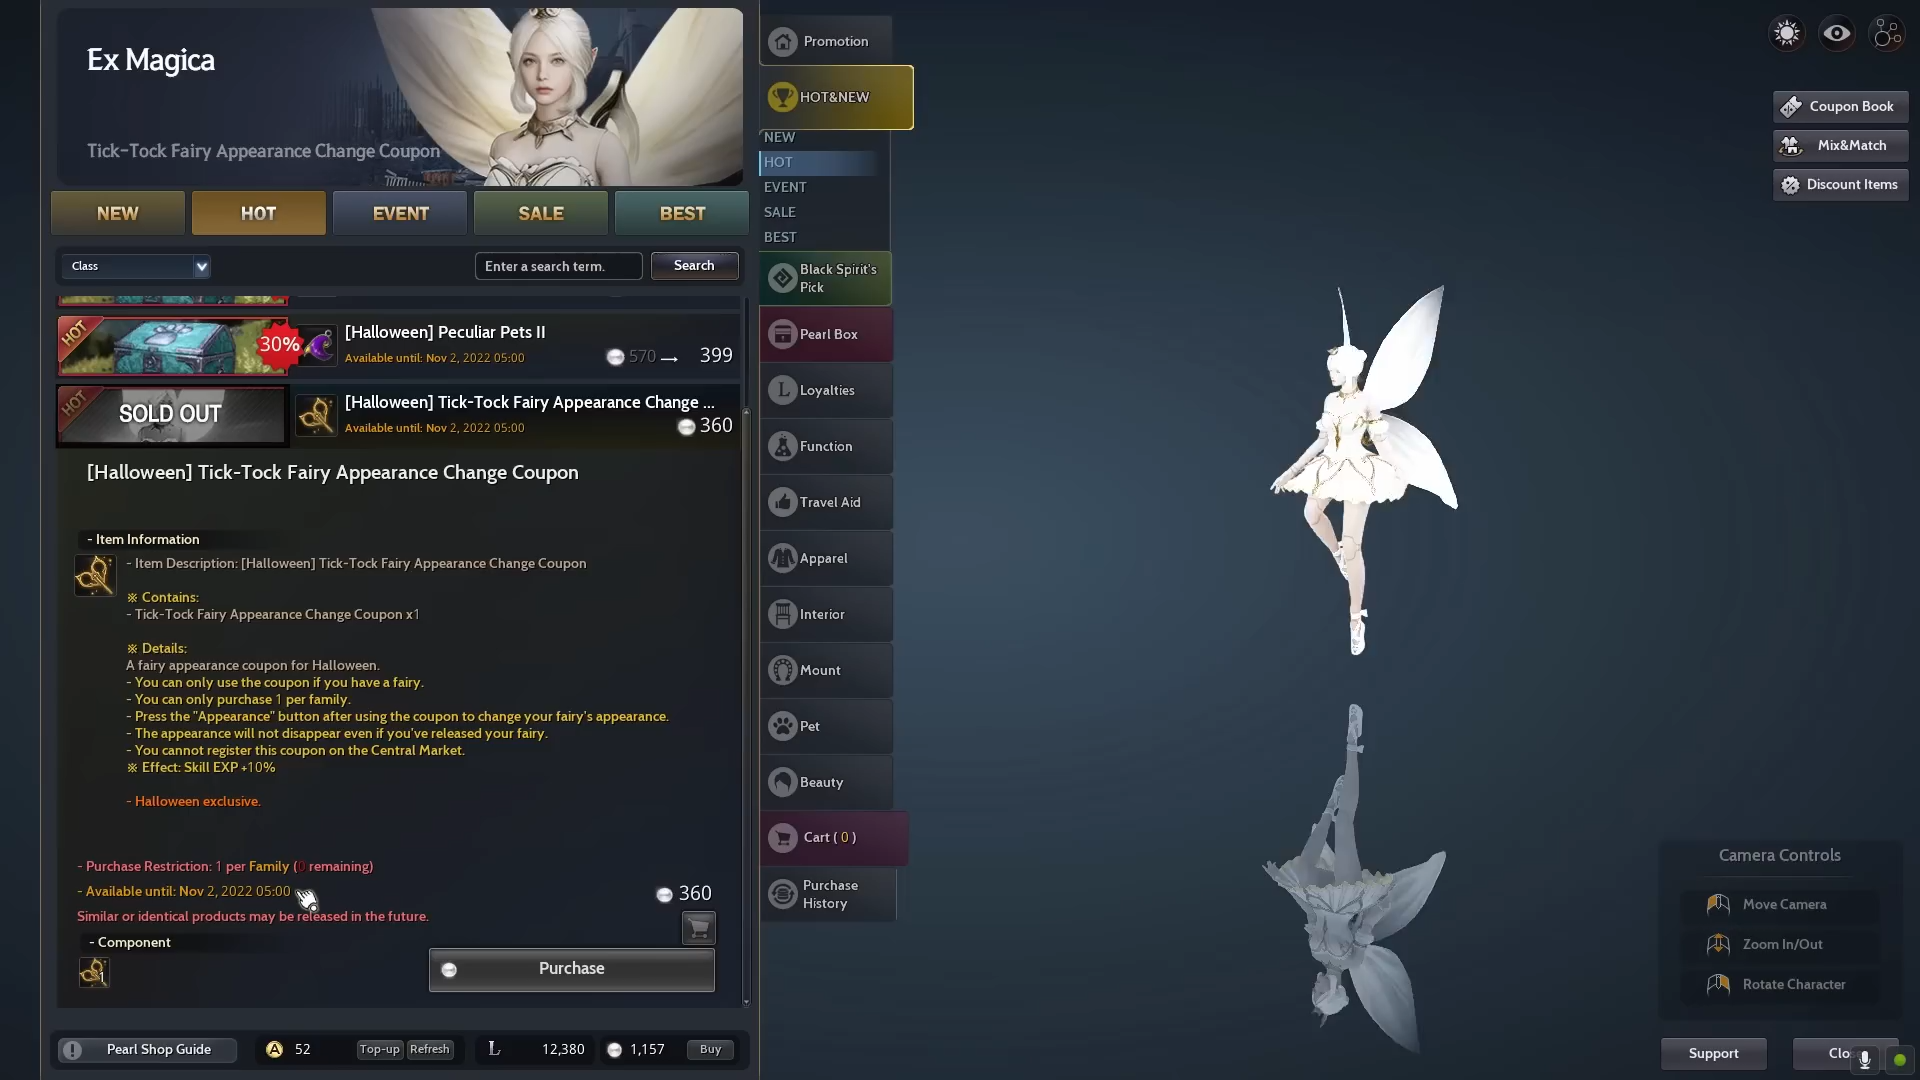 Ex Magica
Tick-Tock Fairy Appearance Change Coupon
NEW
HOT
EVENT
SALE
BEST
Class
Enter a search term.
Search
HOT
30%
[Halloween] Peculiar Pets II
Available until: Nov 2, 2022 05:00
570 → 399
HOT
SOLD OUT
[Halloween] Tick-Tock Fairy Appearance Change ...
Available until: Nov 2, 2022 05:00
360
[Halloween] Tick-Tock Fairy Appearance Change Coupon
- Item Information
- Item Description: [Halloween] Tick-Tock Fairy Appearance Change Coupon
※ Contains:
- Tick-Tock Fairy Appearance Change Coupon x1
※ Details:
A fairy appearance coupon for Halloween.
- You can only use the coupon if you have a fairy.
- You can only purchase 1 per family.
- Press the "Appearance" button after using the coupon to change your fairy's appearance.
- The appearance will not disappear even if you've released your fairy.
- You cannot register this coupon on the Central Market.
※ Effect: Skill EXP +10%
- Halloween exclusive.
- Purchase Restriction: 1 per Family (0 remaining)
- Available until: Nov 2, 2022 05:00
360
Similar or identical products may be released in the future.
- Component
1
Purchase
Pearl Shop Guide
A 52
Top-up
Refresh
L 12,380
1,157
Buy
Promotion
HOT&NEW
NEW
HOT
EVENT
SALE
BEST
Black Spirit's
Pick
Pearl Box
L Loyalties
Function
Travel Aid
Apparel
Interior
Mount
Pet
Beauty
Cart ( 0 )
Purchase
History
Coupon Book
Mix&Match
Discount Items
Camera Controls
Move Camera
Zoom In/Out
Rotate Character
Support
Clo